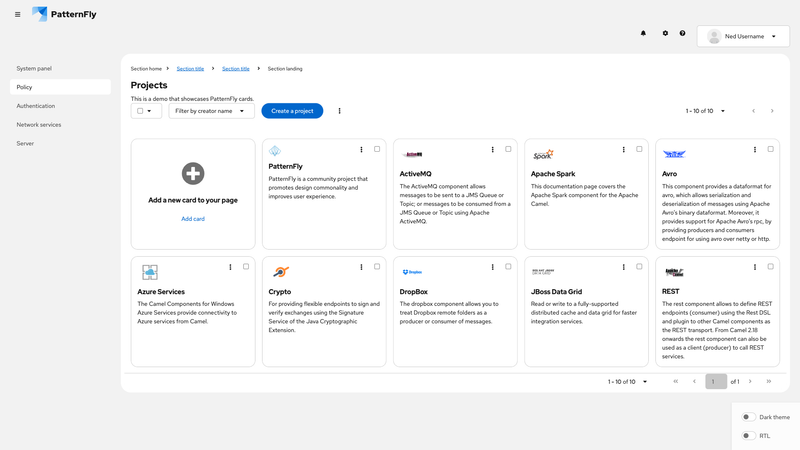 PatternFly
Ned Username
System panel
Policy
Authentication
Network services
Server
Section home
Section title
Section title
Section landing
Projects
This is a demo that showcases PatternFly cards.
Filter by creator name
Create a project
1 - 10 of 10
Add a new card to your page
Add card
PatternFly
PatternFly is a community project that
promotes design commonality and
improves user experience.
ActiveMQ
ActiveMQ
The ActiveMQ component allows
messages to be sent to a JMS Queue or
Topic; or messages to be consumed from a
JMS Queue or Topic using Apache
ActiveMQ.
Spark
Apache Spark
This documentation page covers the
Apache Spark component for the Apache
Camel.
Avro
This component provides a dataformat for
avro, which allows serialization and
deserialization of messages using Apache
Avro's binary dataformat. Moreover, it
provides support for Apache Avro's rpc, by
providing producers and consumers
endpoint for using avro over netty or http.
Azure Services
The Camel Components for Windows
Azure Services provide connectivity to
Azure services from Camel.
Crypto
For providing flexible endpoints to sign and
verify exchanges using the Signature
Service of the Java Cryptographic
Extension.
Dropbox
DropBox
The dropbox component allows you to
treat Dropbox remote folders as a
producer or consumer of messages.
JBoss Data Grid
Read or write to a fully-supported
distributed cache and data grid for faster
integration services.
REST
The rest component allows to define REST
endpoints (consumer) using the Rest DSL
and plugin to other Camel components as
the REST transport. From Camel 2.18
onwards the rest component can also be
used as a client (producer) to call REST
services.
1 - 10 of 10
1
of 1
Dark theme
RTL